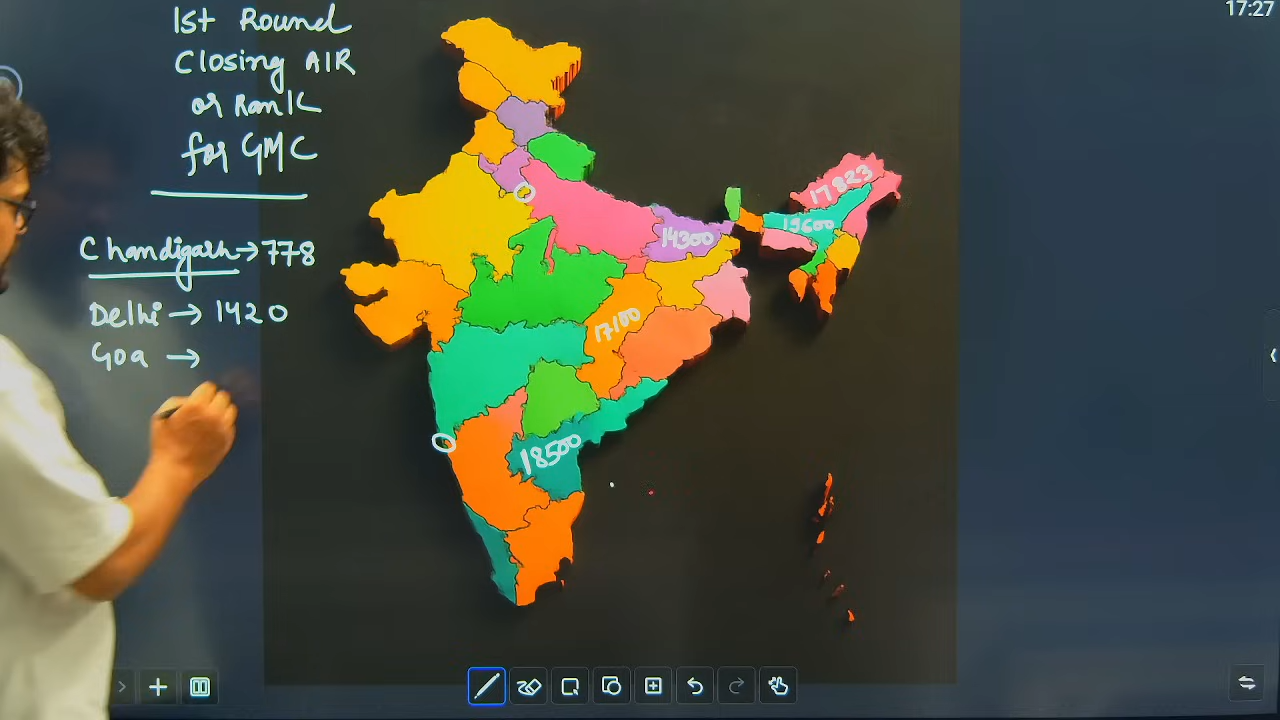 17:27
1st Round
Closing AIR
or Rank
for GMC
Chandigarh → 778
Delhi → 1420
Goa →
17823
19600
14300
17100
18500